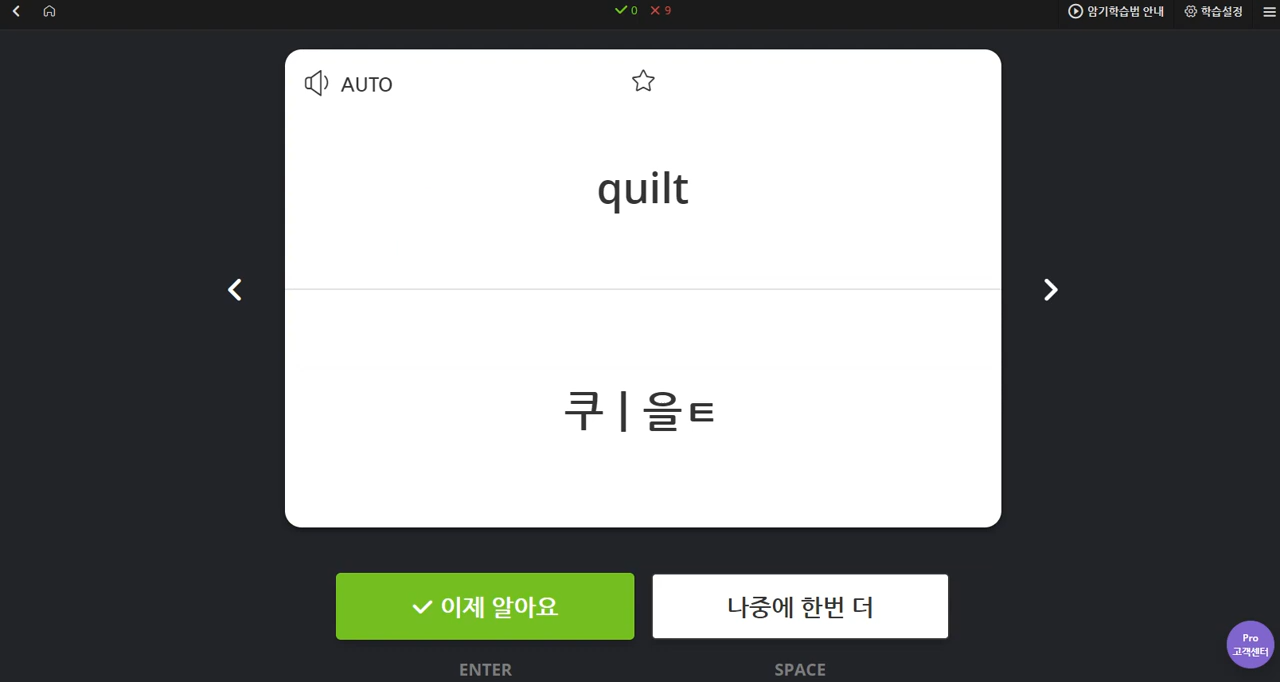 0 9 암기학습법 안내 학습설정
AUTO
quilt
쿠ㅣ을ㅌ
이제 알아요 나중에 한번 더
ENTER SPACE
Pro
고객센터